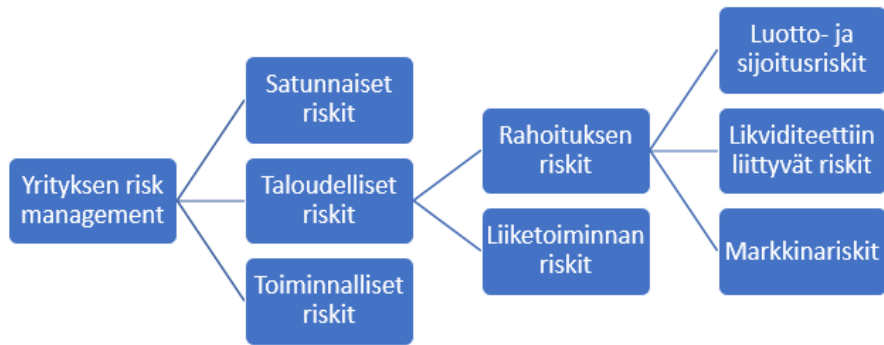 Yrityksen risk
management
Satunnaiset
riskit
Taloudelliset
riskit
Toiminnalliset
riskit
Rahoituksen
riskit
Liiketoiminnan
riskit
Luotto- ja
sijoitusriskit
Likviditeettiin
liittyvät riskit
Markkinariskit